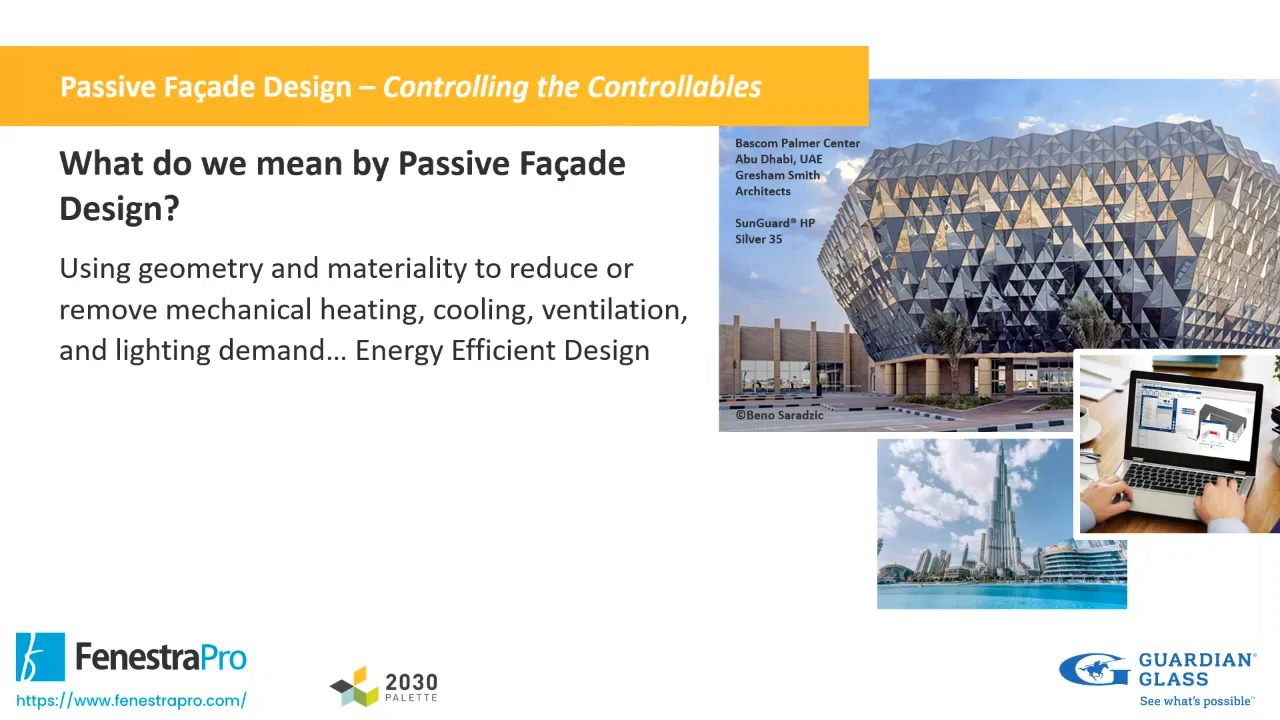 Passive Façade Design – Controlling the Controllables
What do we mean by Passive Façade
Design?
Using geometry and materiality to reduce or
remove mechanical heating, cooling, ventilation,
and lighting demand... Energy Efficient Design
Bascom Palmer Center
Abu Dhabi, UAE
Gresham Smith
Architects
SunGuard® HP
Silver 35
©Beno Saradzic
FenestraPro
https://www.fenestrapro.com/
2030
PALETTE
GUARDIAN®
GLASS
See what's possible™